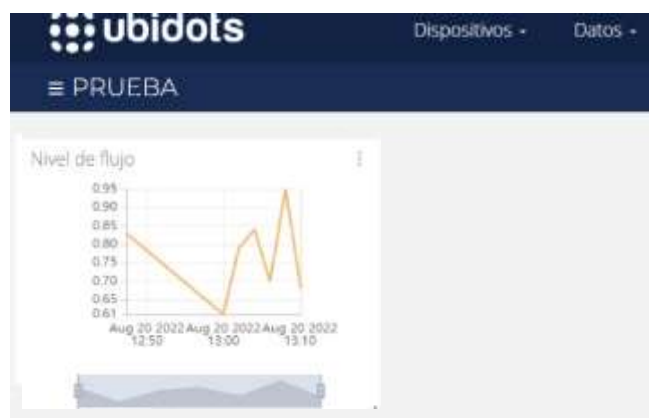 ubidots
Dispositivos
Datos
≡ PRUEBA
Nivel de flujo
0.95
0.90
0.85
0.80
0.75
0.70
0.65
0.61
Aug 20 2022 Aug 20 2022 Aug 20 2022
12:50 13:00 13:10